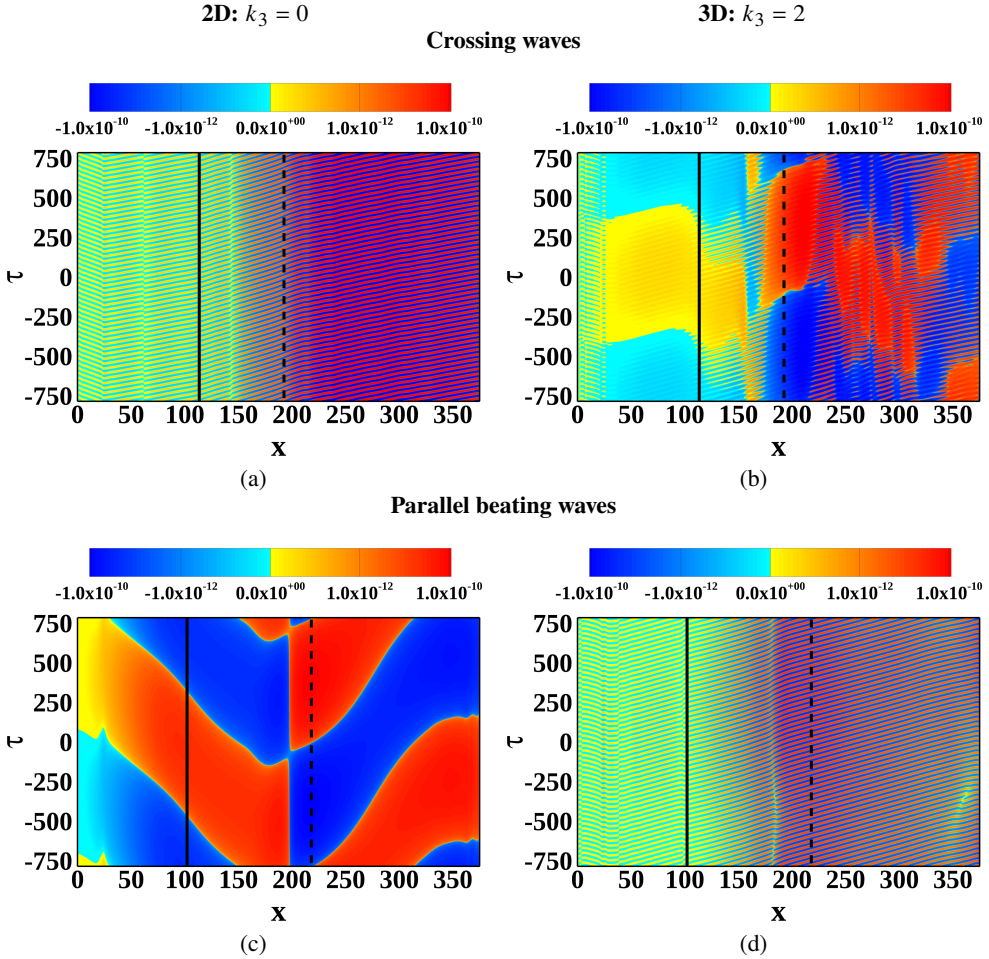 2D: k₃ = 0 3D: k₃ = 2
Crossing waves
-1.0x10⁻¹⁰ -1.0x10⁻¹² 0.0x10⁺⁰⁰ 1.0x10⁻¹² 1.0x10⁻¹⁰ -1.0x10⁻¹⁰ -1.0x10⁻¹² 0.0x10⁺⁰⁰ 1.0x10⁻¹² 1.0x10⁻¹⁰
750 750
500 500
250 250
τ 0 τ 0
-250 -250
-500 -500
-750 -750
0 50 100 150 200 250 300 350 0 50 100 150 200 250 300 350
x x
(a) (b)
Parallel beating waves
-1.0x10⁻¹⁰ -1.0x10⁻¹² 0.0x10⁺⁰⁰ 1.0x10⁻¹² 1.0x10⁻¹⁰ -1.0x10⁻¹⁰ -1.0x10⁻¹² 0.0x10⁺⁰⁰ 1.0x10⁻¹² 1.0x10⁻¹⁰
750 750
500 500
250 250
τ 0 τ 0
-250 -250
-500 -500
-750 -750
0 50 100 150 200 250 300 350 0 50 100 150 200 250 300 350
x x
(c) (d)